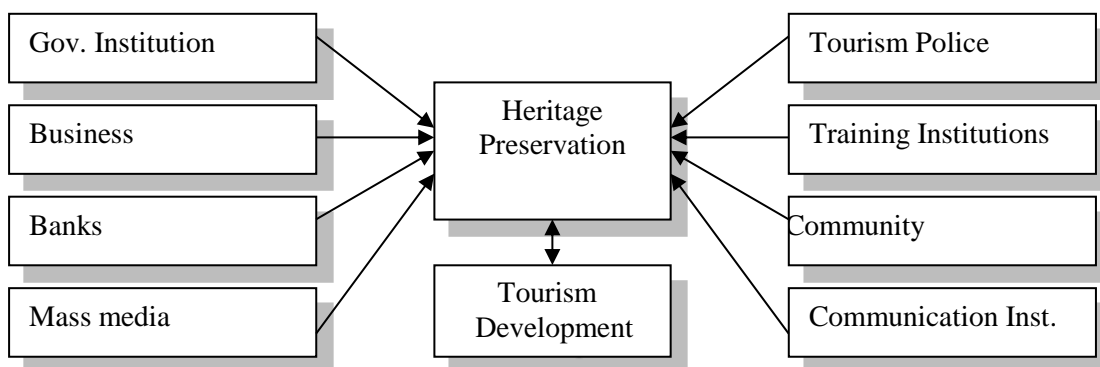 Gov. Institution
Business
Banks
Mass media
Heritage
Preservation
Tourism
Development
Tourism Police
Training Institutions
Community
Communication Inst.